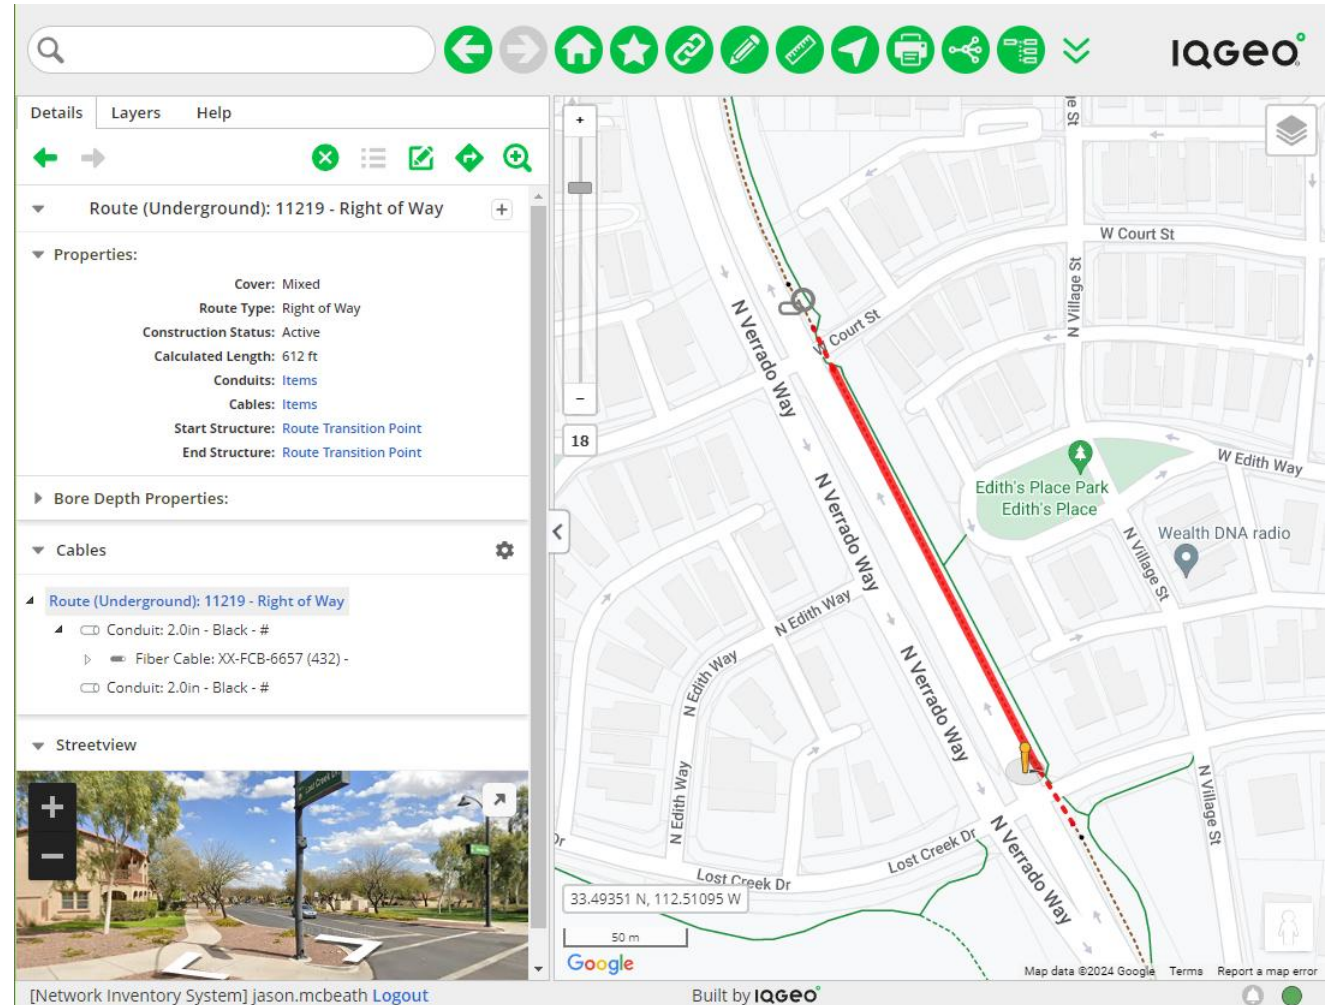 IQGeo
Details
Layers
Help
Route (Underground): 11219 - Right of Way
+
Properties:
Cover: Mixed
Route Type: Right of Way
Construction Status: Active
Calculated Length: 612 ft
Conduits: Items
Cables: Items
Start Structure: Route Transition Point
End Structure: Route Transition Point
Bore Depth Properties:
Cables
Route (Underground): 11219 - Right of Way
Conduit: 2.0in - Black - #
Fiber Cable: XX-FCB-6657 (432) -
Conduit: 2.0in - Black - #
Streetview
+
−
Lost Creek Dr
+
-
18
e St
W Court St
N Village St
W Court St
N Verrado Way
N Verrado Way
N Verrado Way
N Verrado Way
Edith's Place Park
Edith's Place
W Edith Way
Wealth DNA radio
N Village St
N Edith Way
N Edith Way
N Edith Way
N Village St
Dr
Lost Creek Dr
Lost Creek Dr
33.49351 N, 112.51095 W
50 m
Google
Map data ©2024 Google
Terms
Report a map error
[Network Inventory System] jason.mcbeath Logout
Built by IQGeo